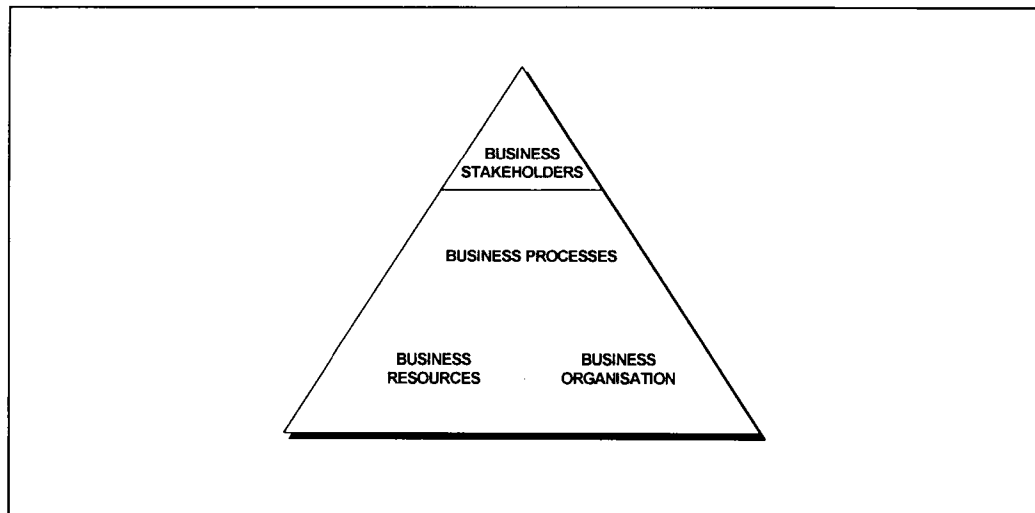 BUSINESS
STAKEHOLDERS
BUSINESS PROCESSES
BUSINESS
RESOURCES
BUSINESS
ORGANISATION